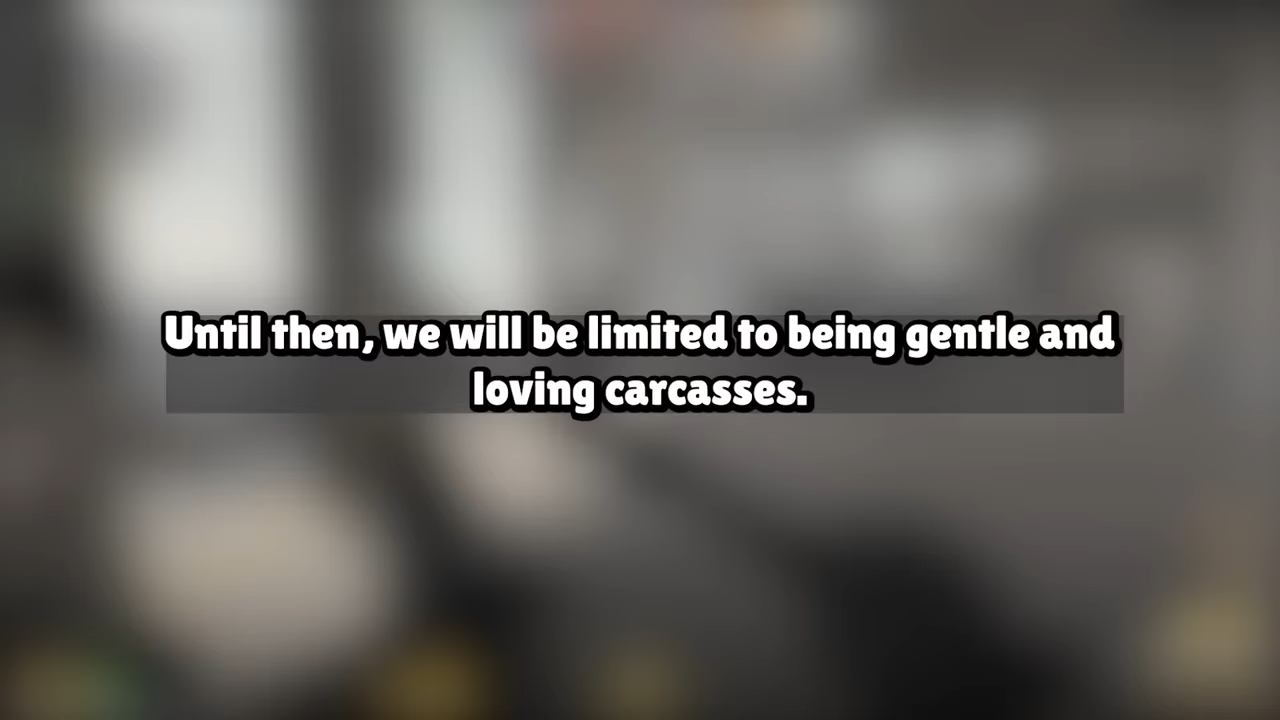 Until then, we will be limited to being gentle and
loving carcasses.